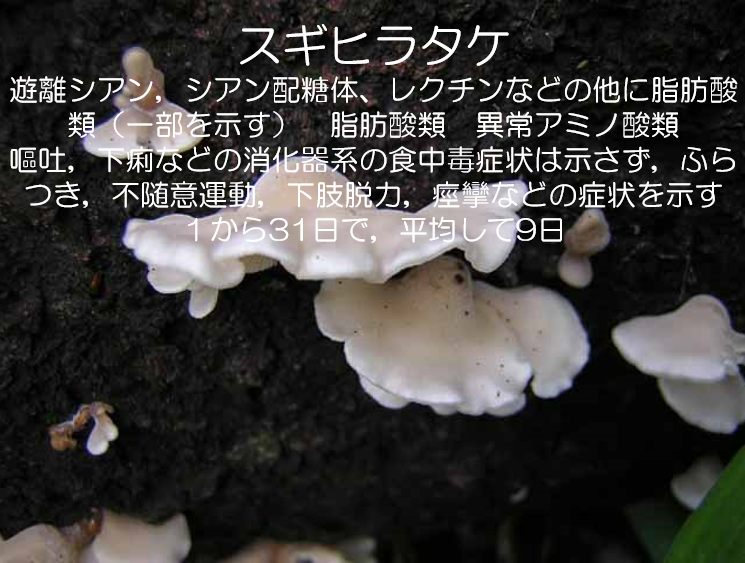 スギヒラタケ
遊離シアン，シアン配糖体、レクチンなどの他に脂肪酸
類（一部を示す）　脂肪酸類　異常アミノ酸類
嘔吐，下痢などの消化器系の食中毒症状は示さず，ふら
つき，不随意運動，下肢脱力，痙攣などの症状を示す
１から31日で，平均して9日